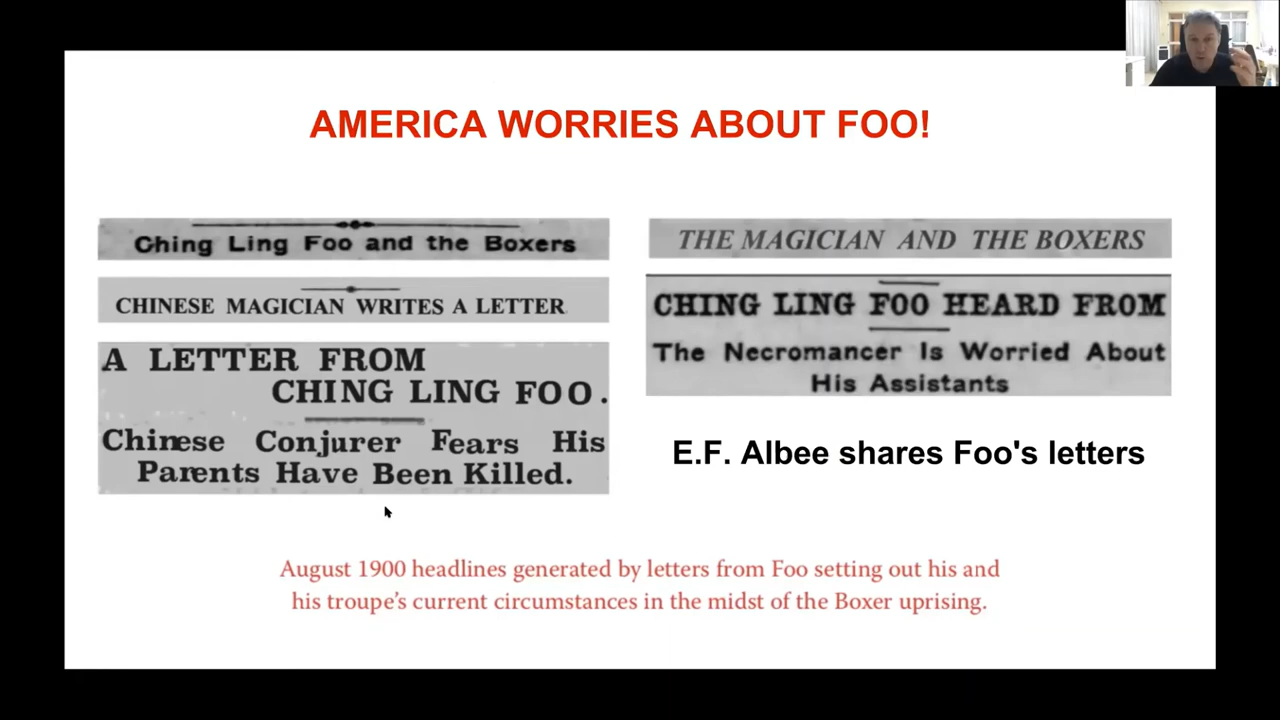 AMERICA WORRIES ABOUT FOO!
Ching Ling Foo and the Boxers
CHINESE MAGICIAN WRITES A LETTER
A LETTER FROM
CHING LING FOO.
Chinese Conjurer Fears His
Parents Have Been Killed.
THE MAGICIAN AND THE BOXERS
CHING LING FOO HEARD FROM
The Necromancer Is Worried About
His Assistants
E.F. Albee shares Foo's letters
August 1900 headlines generated by letters from Foo setting out his and
his troupe’s current circumstances in the midst of the Boxer uprising.